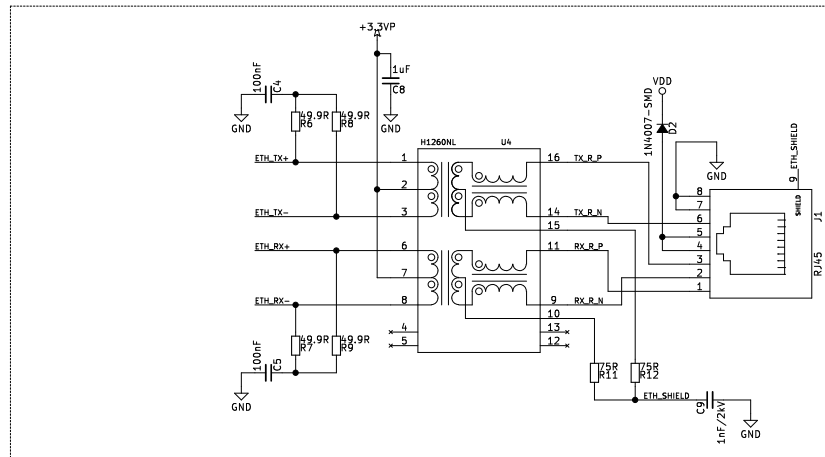 +3.3VP
1uF
C8
GND
100nF
C4
GND
49.9R
R6
49.9R
R8
H1260NL
U4
ETH_TX+
1
2
ETH_TX-
3
ETH_RX+
6
7
ETH_RX-
8
4
5
16
TX_R_P
14
TX_R_N
15
11
RX_R_P
9
RX_R_N
10
13
12
49.9R
R7
49.9R
R9
100nF
C5
GND
VDD
1N4007-SMD
D2
GND
9
ETH_SHIELD
SHIELD
8
7
6
5
4
3
2
1
J1
RJ45
75R
R11
75R
R12
ETH_SHIELD
C9
1nF/2kV
GND